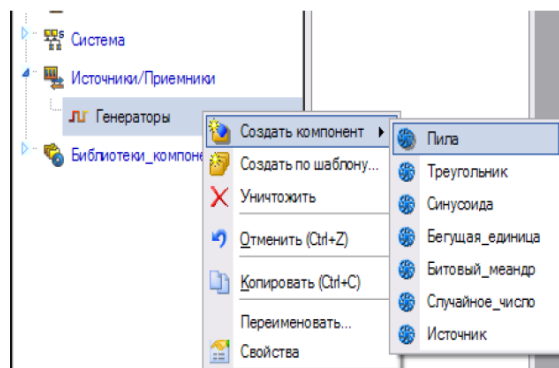 Система
Источники/Приемники
Генераторы
Библиотеки_компоне
Создать компонент
Создать по шаблону...
Уничтожить
Отменить (Ctrl+Z)
Копировать (Ctrl+C)
Переименовать...
Свойства
Пила
Треугольник
Синусоида
Бегущая_единица
Битовый_меандр
Случайное_число
Источник